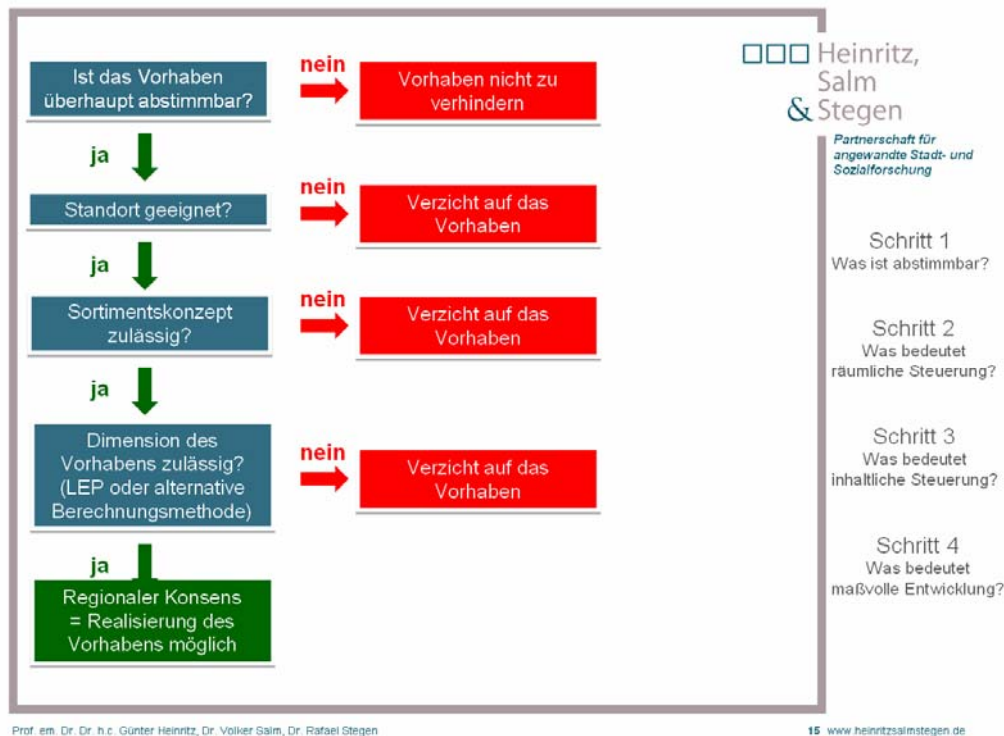 Ist das Vorhaben
überhaupt abstimmbar?
nein
Vorhaben nicht zu
verhindern
ja
Standort geeignet?
nein
Verzicht auf das
Vorhaben
ja
Sortimentskonzept
zulässig?
nein
Verzicht auf das
Vorhaben
ja
Dimension des
Vorhabens zulässig?
(LEP oder alternative
Berechnungsmethode)
nein
Verzicht auf das
Vorhaben
ja
Regionaler Konsens
= Realisierung des
Vorhabens möglich
Heinritz,
Salm
& Stegen
Partnerschaft für
angewandte Stadt- und
Sozialforschung
Schritt 1
Was ist abstimmbar?
Schritt 2
Was bedeutet
räumliche Steuerung?
Schritt 3
Was bedeutet
inhaltliche Steuerung?
Schritt 4
Was bedeutet
maßvolle Entwicklung?
Prof. em. Dr. Dr. h.c. Günter Heinritz, Dr. Volker Salm, Dr. Rafael Stegen
15 www.heinritzsalmstegen.de